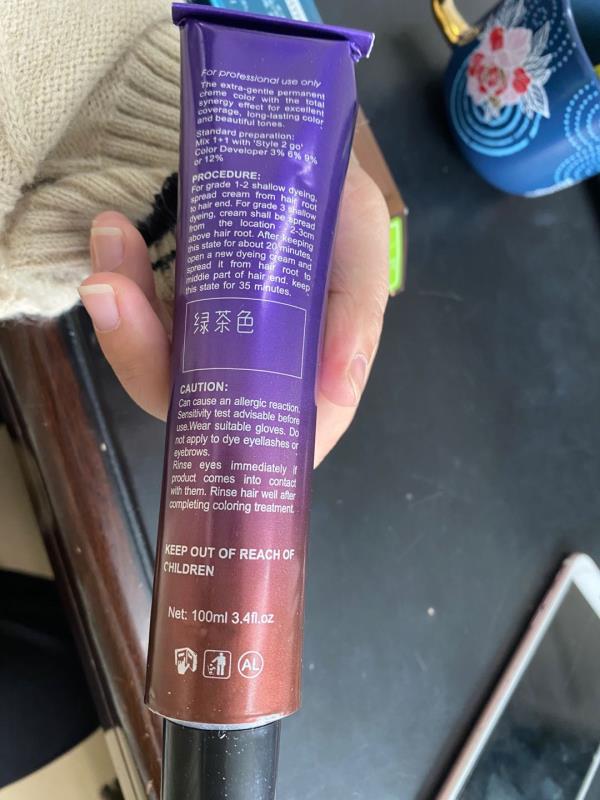 For professional use only
The extra-gentle permanent
creme color with the total
synergy effect for excellent
coverage, long-lasting color
and beautiful tones.
Standard preparation:
Mix 1+1 with 'Style 2 go'
Color Developer 3% 6% 9%
or 12%
PROCEDURE:
For grade 1-2 shallow dyeing,
spread cream from hair root
to hair end. For grade 3 shallow
dyeing, cream shall be spread
from the location 2-3cm
above hair root. After keeping
this state for about 20 minutes,
open a new dyeing cream and
spread it from hair root to
middle part of hair end. keep
this state for 35 minutes.
绿茶色
CAUTION:
Can cause an allergic reaction.
Sensitivity test advisable before
use.Wear suitable gloves. Do
not apply to dye eyelashes or
eyebrows.
Rinse eyes immediately if
product comes into contact
with them. Rinse hair well after
completing coloring treatment.
KEEP OUT OF REACH OF
CHILDREN
Net: 100ml 3.4fl.oz
AL